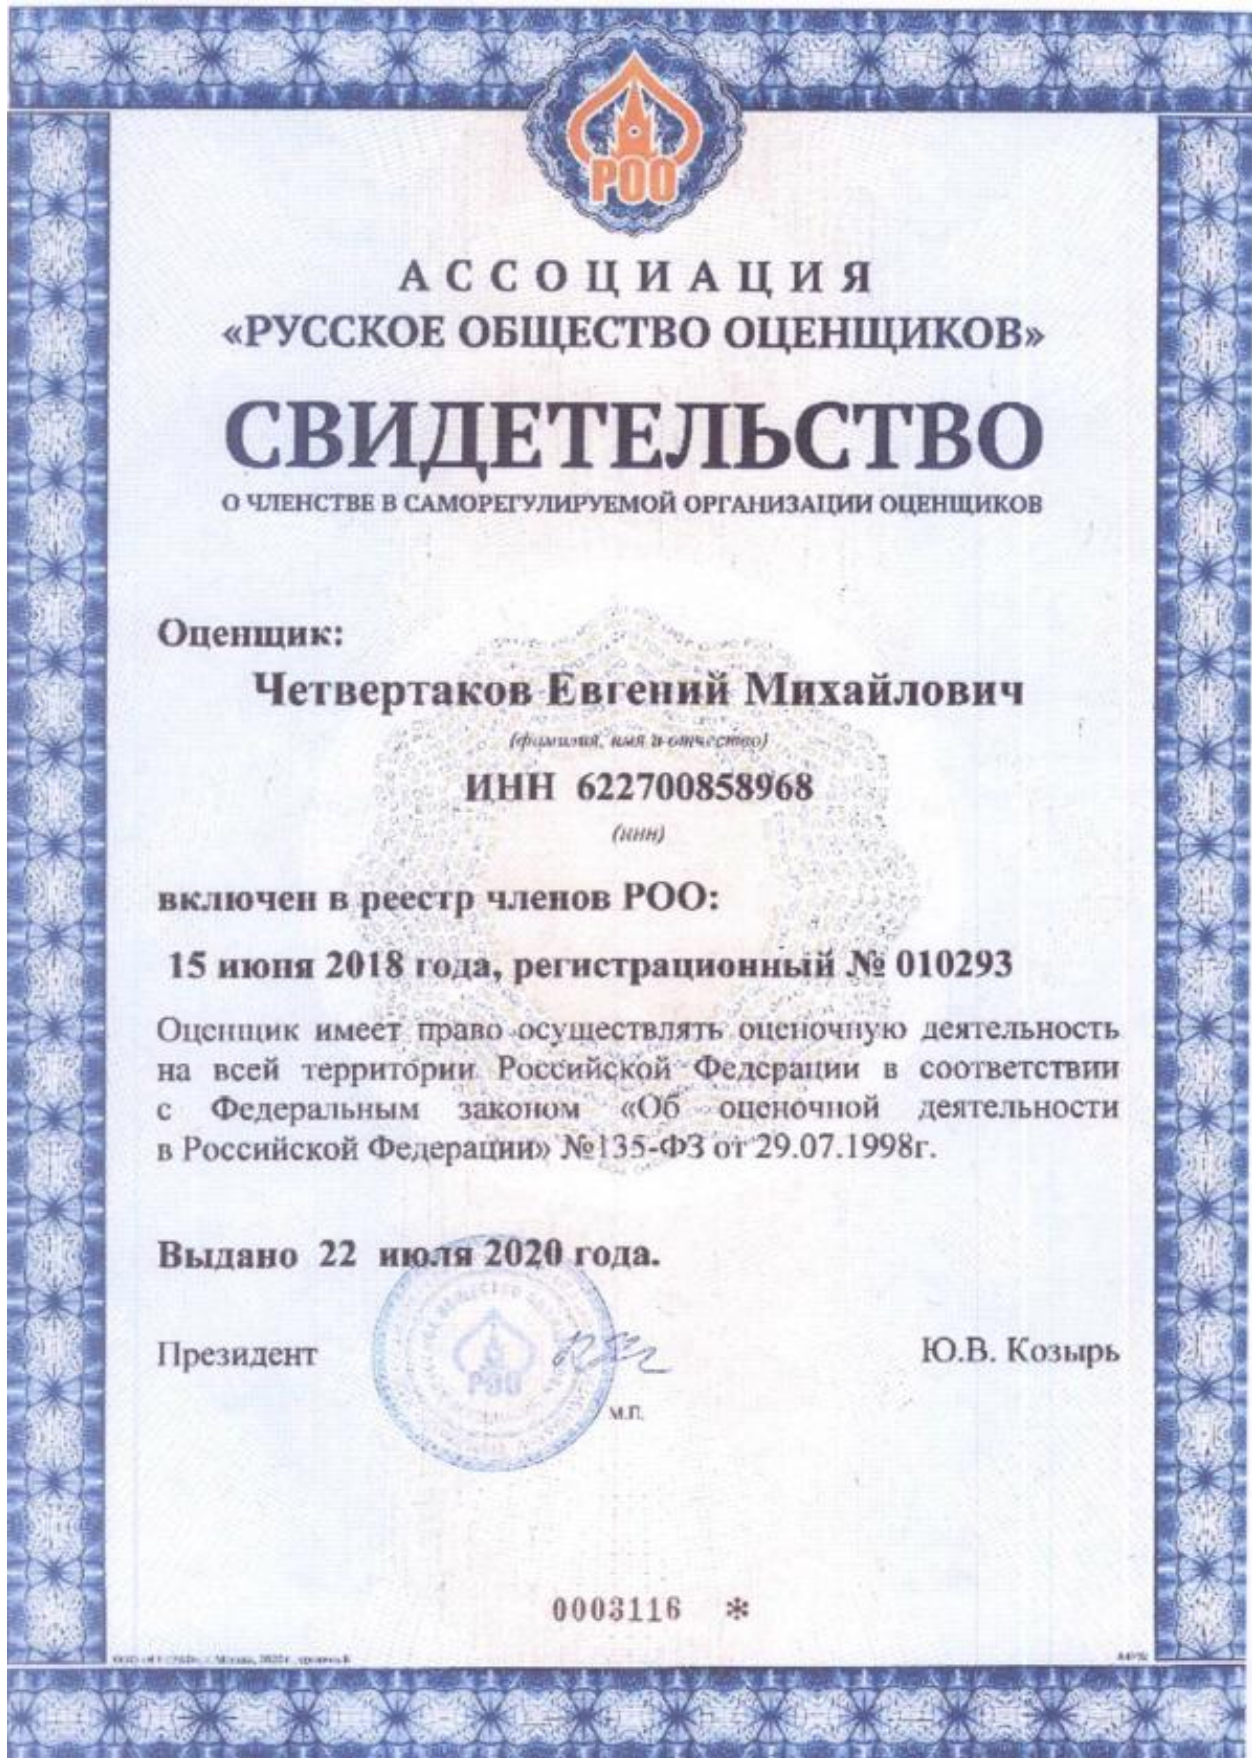 РОО
АССОЦИАЦИЯ
«РУССКОЕ ОБЩЕСТВО ОЦЕНЩИКОВ»
СВИДЕТЕЛЬСТВО
О ЧЛЕНСТВЕ В САМОРЕГУЛИРУЕМОЙ ОРГАНИЗАЦИИ ОЦЕНЩИКОВ
Оценщик:
Четвертаков Евгений Михайлович
(фамилия, имя и отчество)
ИНН 622700858968
(инн)
включен в реестр членов РОО:
15 июня 2018 года, регистрационный № 010293
Оценщик имеет право осуществлять оценочную деятельность
на всей территории Российской Федерации в соответствии
с Федеральным законом «Об оценочной деятельности
в Российской Федерации» №135-ФЗ от 29.07.1998г.
Выдано 22 июля 2020 года.
Президент
РОО
Ю.В. Козырь
М.П.
0003116 *
Москва, 2020 г.